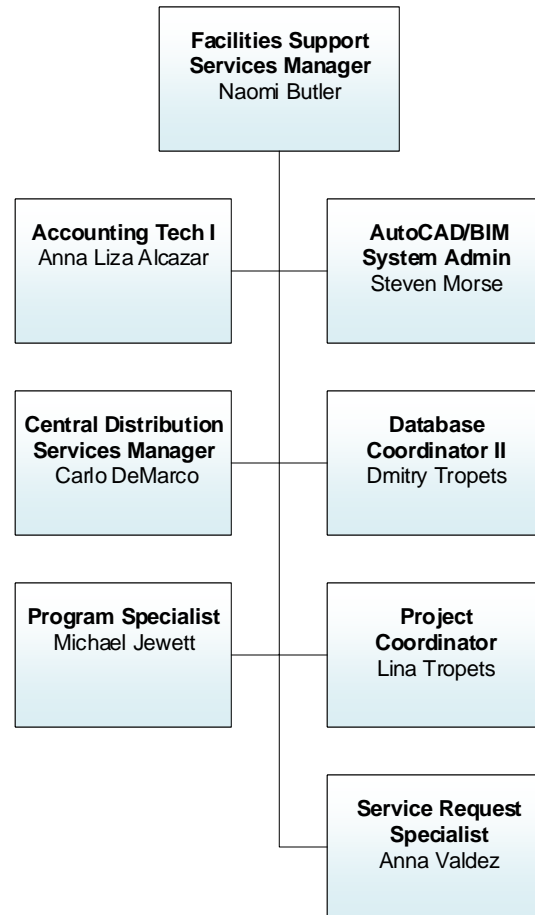 Facilities Support
Services Manager
Naomi Butler
Accounting Tech I
Anna Liza Alcazar
AutoCAD/BIM
System Admin
Steven Morse
Central Distribution
Services Manager
Carlo DeMarco
Database
Coordinator II
Dmitry Tropets
Program Specialist
Michael Jewett
Project
Coordinator
Lina Tropets
Service Request
Specialist
Anna Valdez